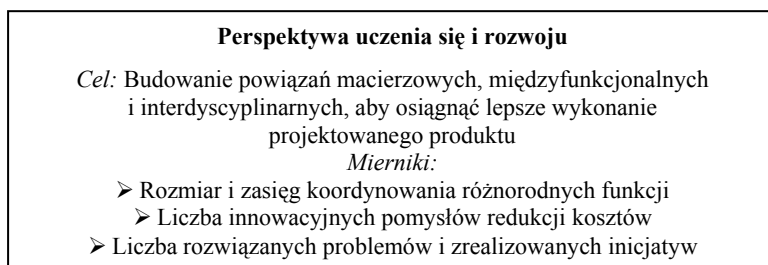 Perspektywa uczenia się i rozwoju
Cel: Budowanie powiązań macierzowych, międzyfunkcjonalnych
i interdyscyplinarnych, aby osiągnąć lepsze wykonanie
projektowanego produktu
Mierniki:
➢ Rozmiar i zasięg koordynowania różnorodnych funkcji
➢ Liczba innowacyjnych pomysłów redukcji kosztów
➢ Liczba rozwiązanych problemów i zrealizowanych inicjatyw